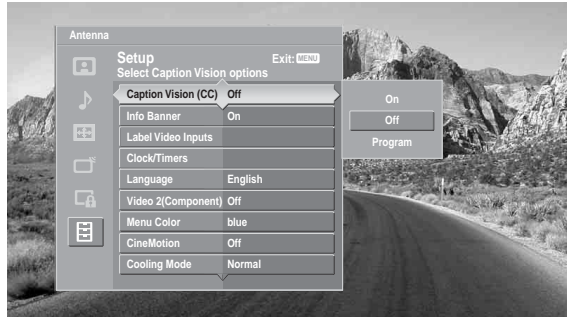 Antenna
Setup Exit: MENU
Select Caption Vision options
Caption Vision (CC) Off
Info Banner On
Label Video Inputs
Clock/Timers
Language English
Video 2(Component) Off
Menu Color blue
CineMotion Off
Cooling Mode Normal
On
Off
Program